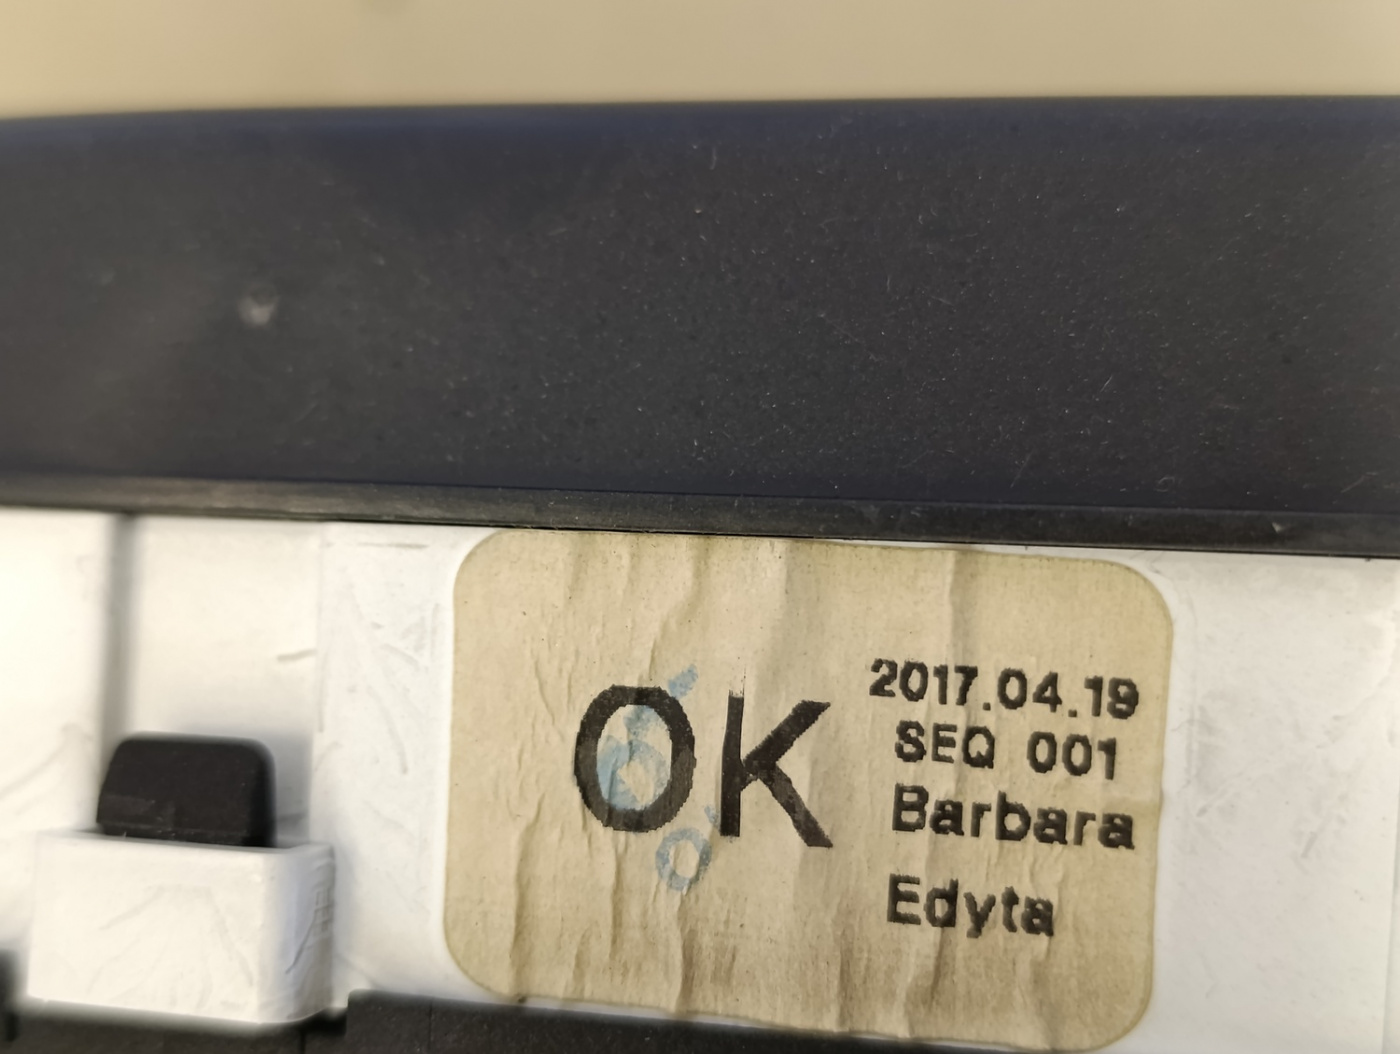 OK
2017.04.19
SEQ 001
Barbara
Edyta